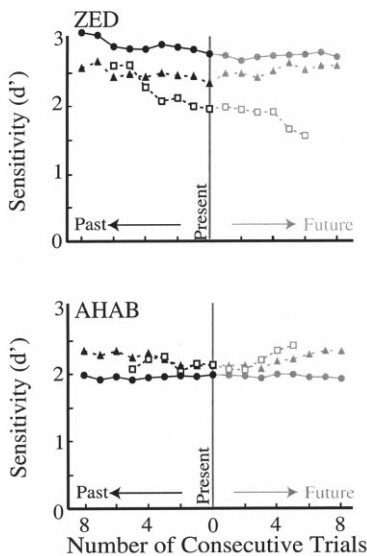 ZED
3
2
1
0
Sensitivity (d')
Past
Present
Future
AHAB
3
2
1
0
Sensitivity (d')
Past
Present
Future
8 4 0 4 8
Number of Consecutive Trials